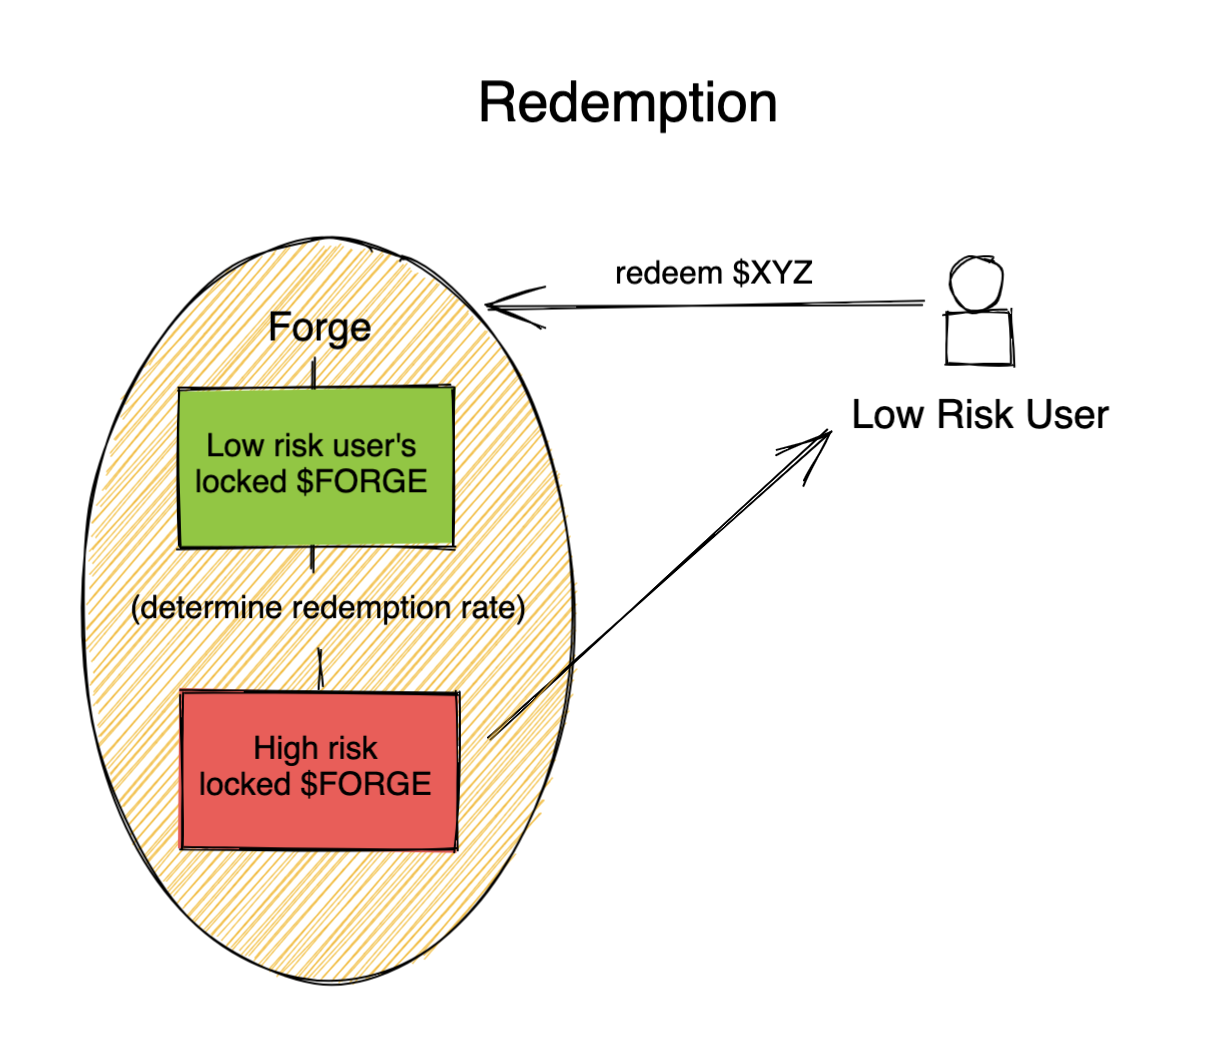 Redemption
redeem $XYZ
Forge
Low Risk User
Low risk user's
locked $FORGE
(determine redemption rate)
High risk
locked $FORGE